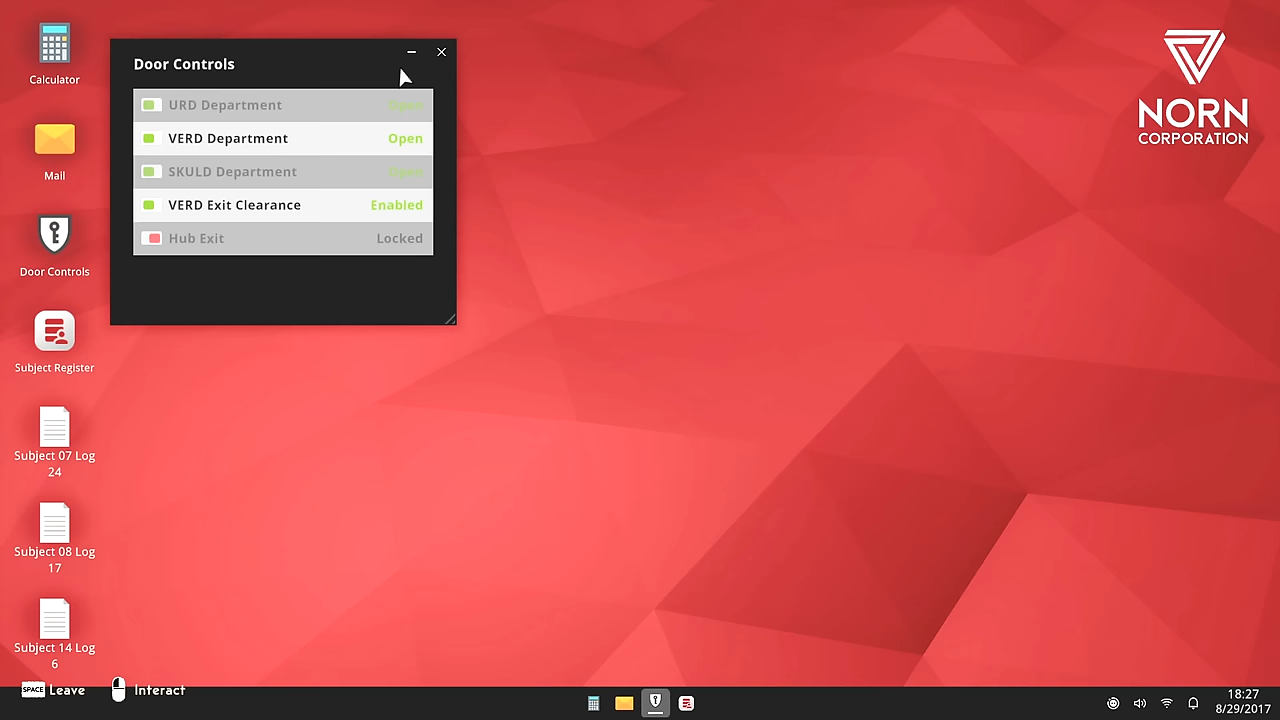 Calculator
Mail
Door Controls
Subject Register
Subject 07 Log
24
Subject 08 Log
17
Subject 14 Log
6
Door Controls
URD Department Open
VERD Department Open
SKULD Department Open
VERD Exit Clearance Enabled
Hub Exit Locked
NORN
CORPORATION
SPACE Leave Interact
18:27
8/29/2017